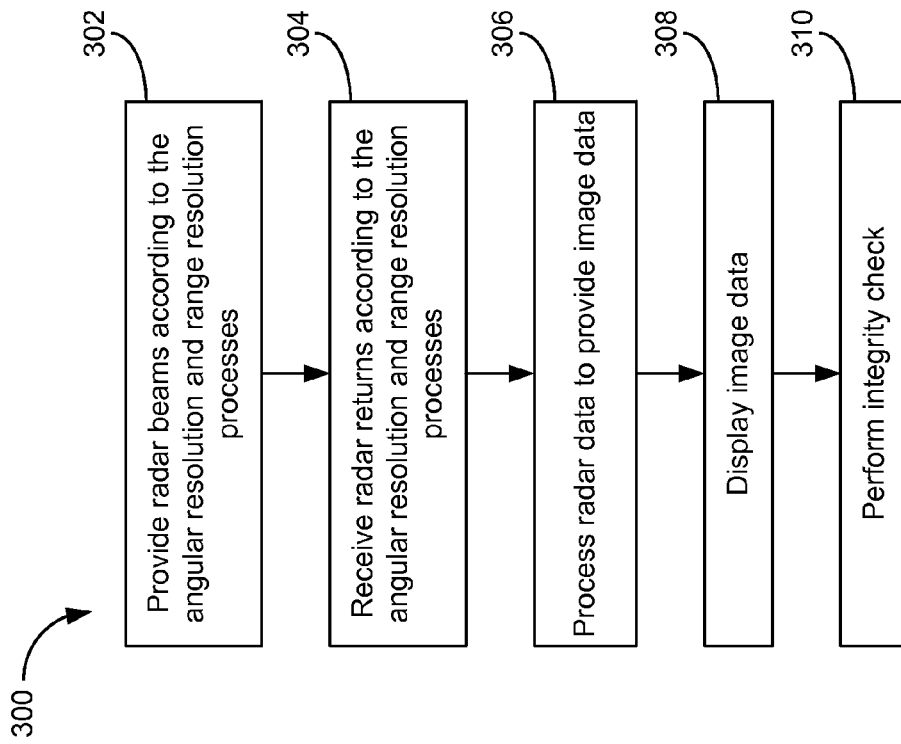 300
302
Provide radar beams according to the
angular resolution and range resolution
processes
304
Receive radar returns according to the
angular resolution and range resolution
processes
306
Process radar data to provide image data
308
Display image data
310
Perform integrity check